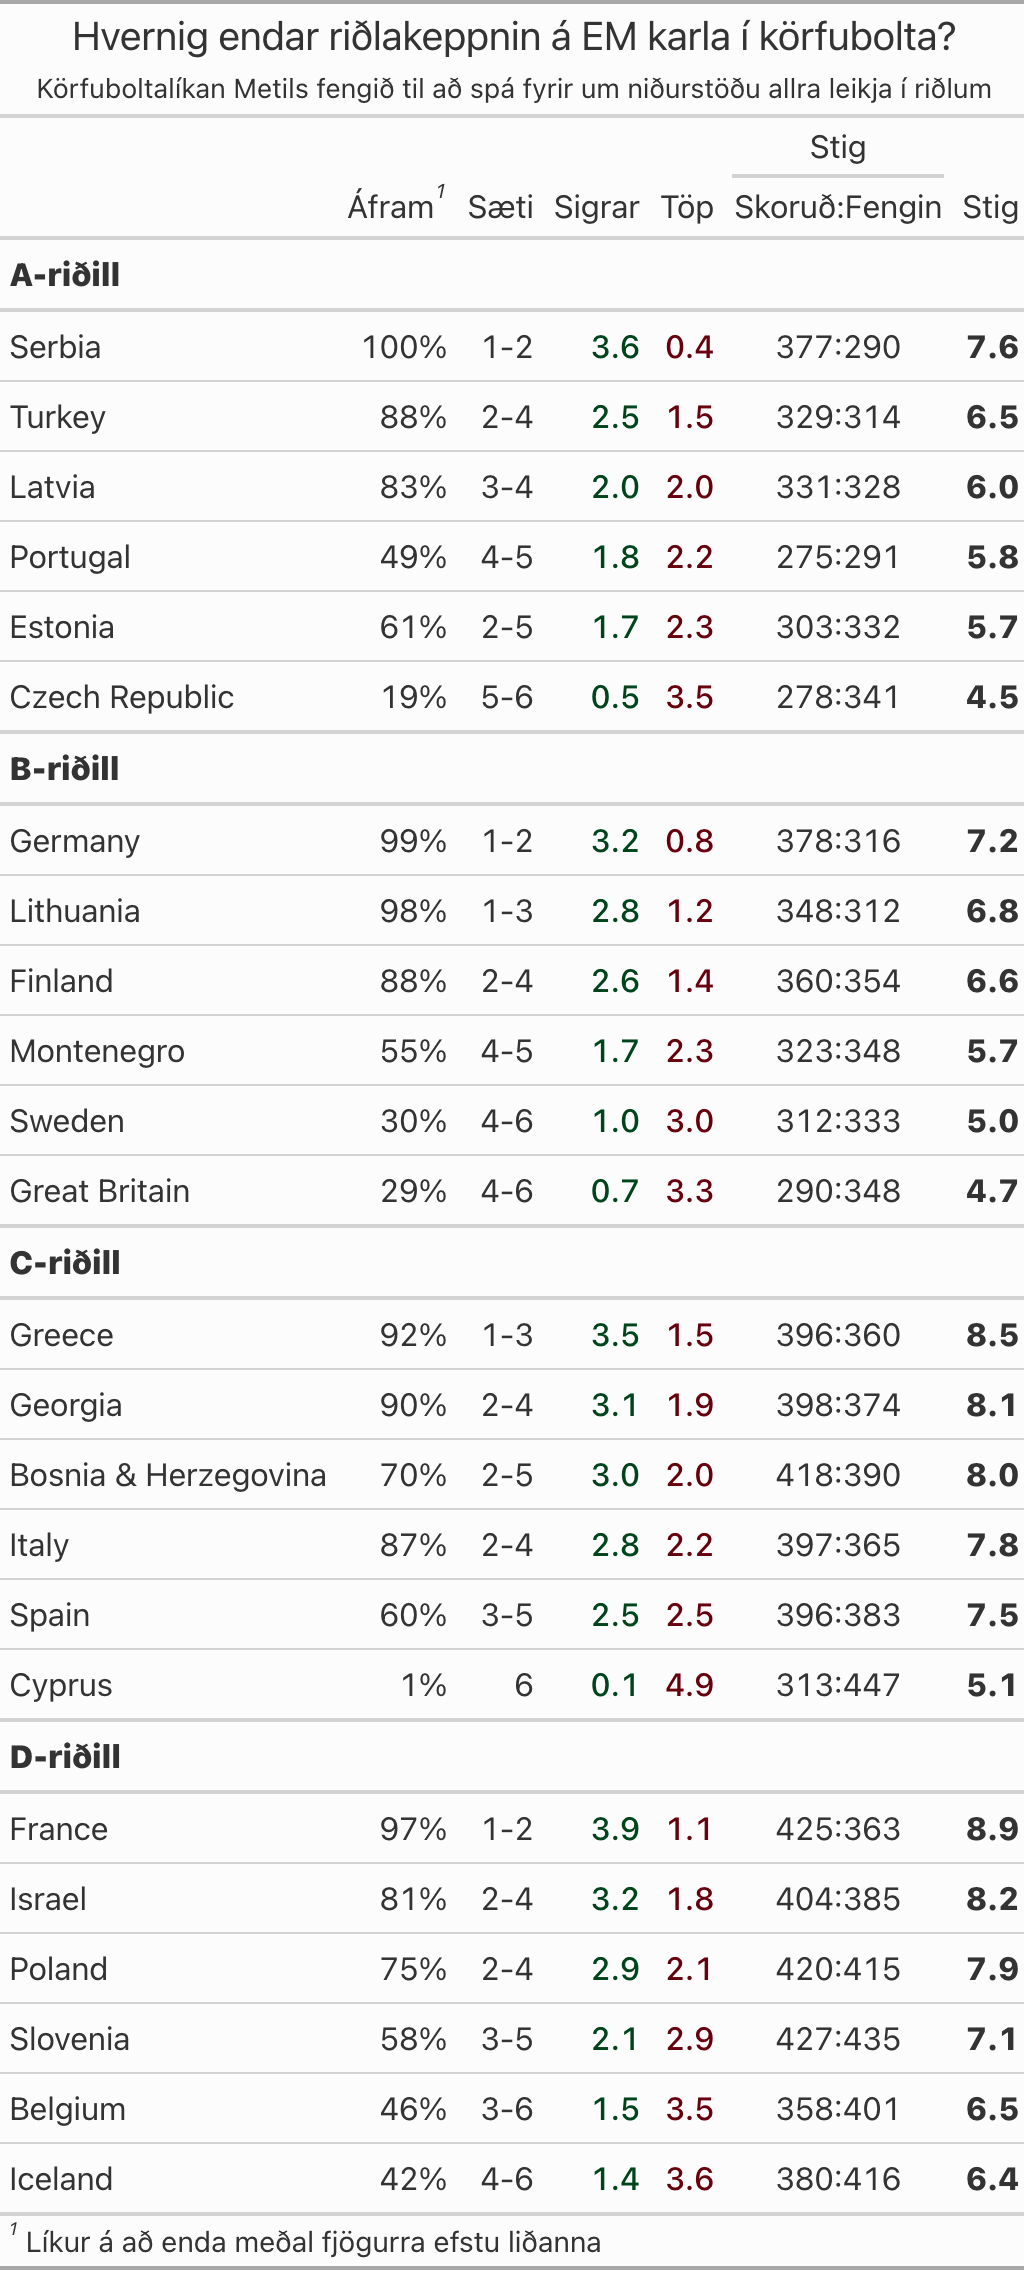 Hvernig endar riðlakeppnin á EM karla í körfubolta?
Körfuboltalíkan Metils fengið til að spá fyrir um niðurstöðu allra leikja í riðlum
Stig
Áfram1 Sæti Sigrar Töp Skoruð:Fengin Stig
A-riðill
Serbia 100% 1-2 3.6 0.4 377:290 7.6
Turkey 88% 2-4 2.5 1.5 329:314 6.5
Latvia 83% 3-4 2.0 2.0 331:328 6.0
Portugal 49% 4-5 1.8 2.2 275:291 5.8
Estonia 61% 2-5 1.7 2.3 303:332 5.7
Czech Republic 19% 5-6 0.5 3.5 278:341 4.5
B-riðill
Germany 99% 1-2 3.2 0.8 378:316 7.2
Lithuania 98% 1-3 2.8 1.2 348:312 6.8
Finland 88% 2-4 2.6 1.4 360:354 6.6
Montenegro 55% 4-5 1.7 2.3 323:348 5.7
Sweden 30% 4-6 1.0 3.0 312:333 5.0
Great Britain 29% 4-6 0.7 3.3 290:348 4.7
C-riðill
Greece 92% 1-3 3.5 1.5 396:360 8.5
Georgia 90% 2-4 3.1 1.9 398:374 8.1
Bosnia & Herzegovina 70% 2-5 3.0 2.0 418:390 8.0
Italy 87% 2-4 2.8 2.2 397:365 7.8
Spain 60% 3-5 2.5 2.5 396:383 7.5
Cyprus 1% 6 0.1 4.9 313:447 5.1
D-riðill
France 97% 1-2 3.9 1.1 425:363 8.9
Israel 81% 2-4 3.2 1.8 404:385 8.2
Poland 75% 2-4 2.9 2.1 420:415 7.9
Slovenia 58% 3-5 2.1 2.9 427:435 7.1
Belgium 46% 3-6 1.5 3.5 358:401 6.5
Iceland 42% 4-6 1.4 3.6 380:416 6.4
1 Líkur á að enda meðal fjögurra efstu liðanna